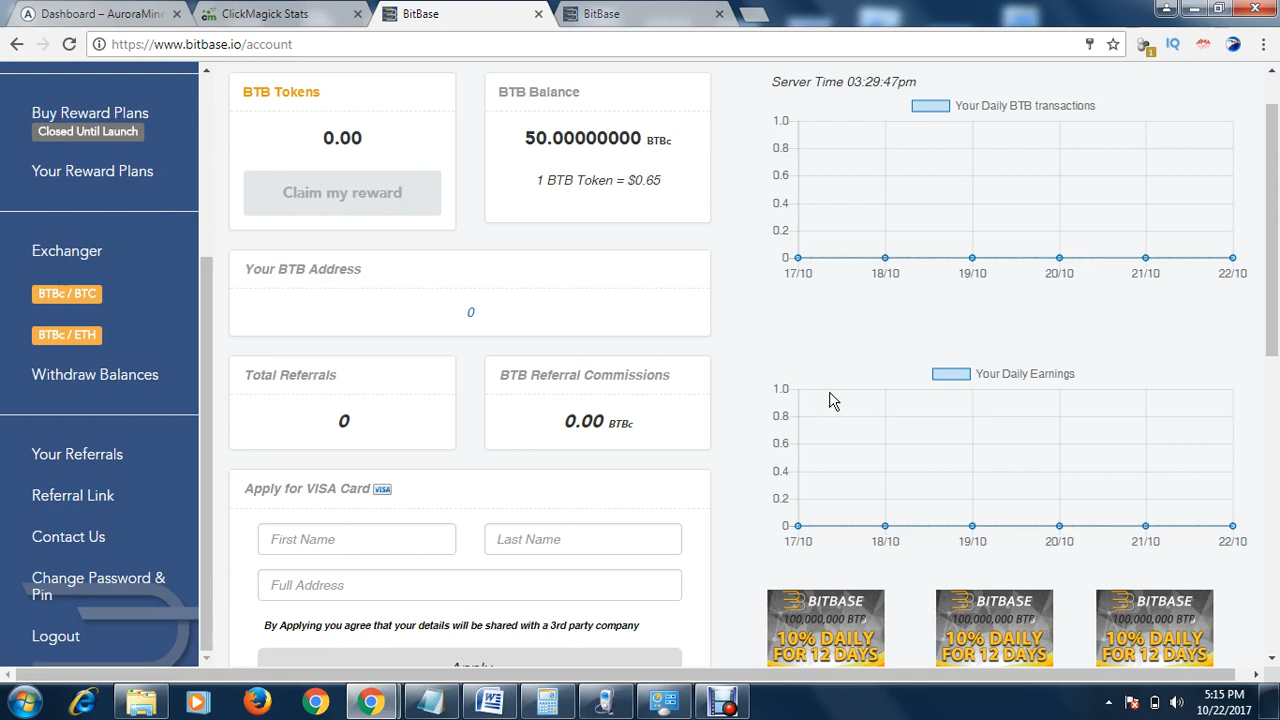 Dashboard – AuroraMine
ClickMagick Stats
BitBase
BitBase
https://www.bitbase.io/account
Buy Reward Plans
Closed Until Launch
Your Reward Plans
Exchanger
BTBc / BTC
BTBc / ETH
Withdraw Balances
Your Referrals
Referral Link
Contact Us
Change Password &
Pin
Logout
BTB Tokens
0.00
Claim my reward
BTB Balance
50.00000000 BTBc
1 BTB Token = $0.65
Your BTB Address
0
Total Referrals
0
BTB Referral Commissions
0.00 BTBc
Apply for VISA Card VISA
First Name
Last Name
Full Address
By Applying you agree that your details will be shared with a 3rd party company
Apply
Server Time 03:29:47pm
Your Daily BTB transactions
1.0
0.8
0.6
0.4
0.2
0
17/10 18/10 19/10 20/10 21/10 22/10
Your Daily Earnings
1.0
0.8
0.6
0.4
0.2
0
17/10 18/10 19/10 20/10 21/10 22/10
BITBASE
100,000,000 BTB
10% DAILY
FOR 12 DAYS
BITBASE
100,000,000 BTB
10% DAILY
FOR 12 DAYS
BITBASE
100,000,000 BTB
10% DAILY
FOR 12 DAYS
IQ
1
5:15 PM
10/22/2017